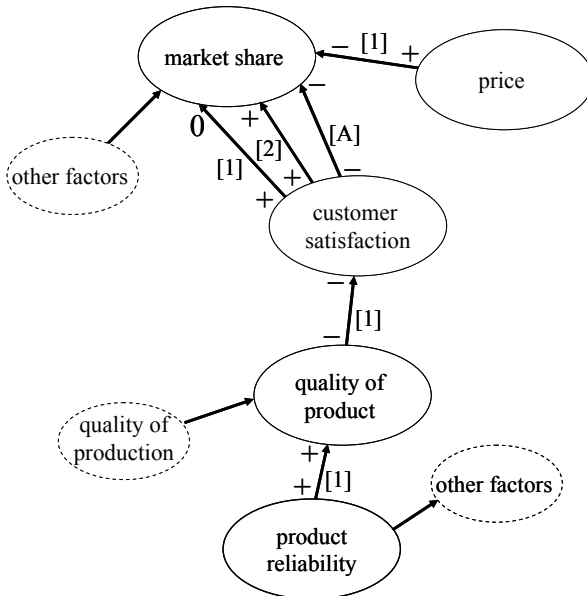 market share
− [1] +
price
−
0
+
[A]
[2]
[1]
other factors
+
+
−
customer
satisfaction
−
[1]
−
quality of
product
quality of
production
+
+
[1]
other factors
product
reliability